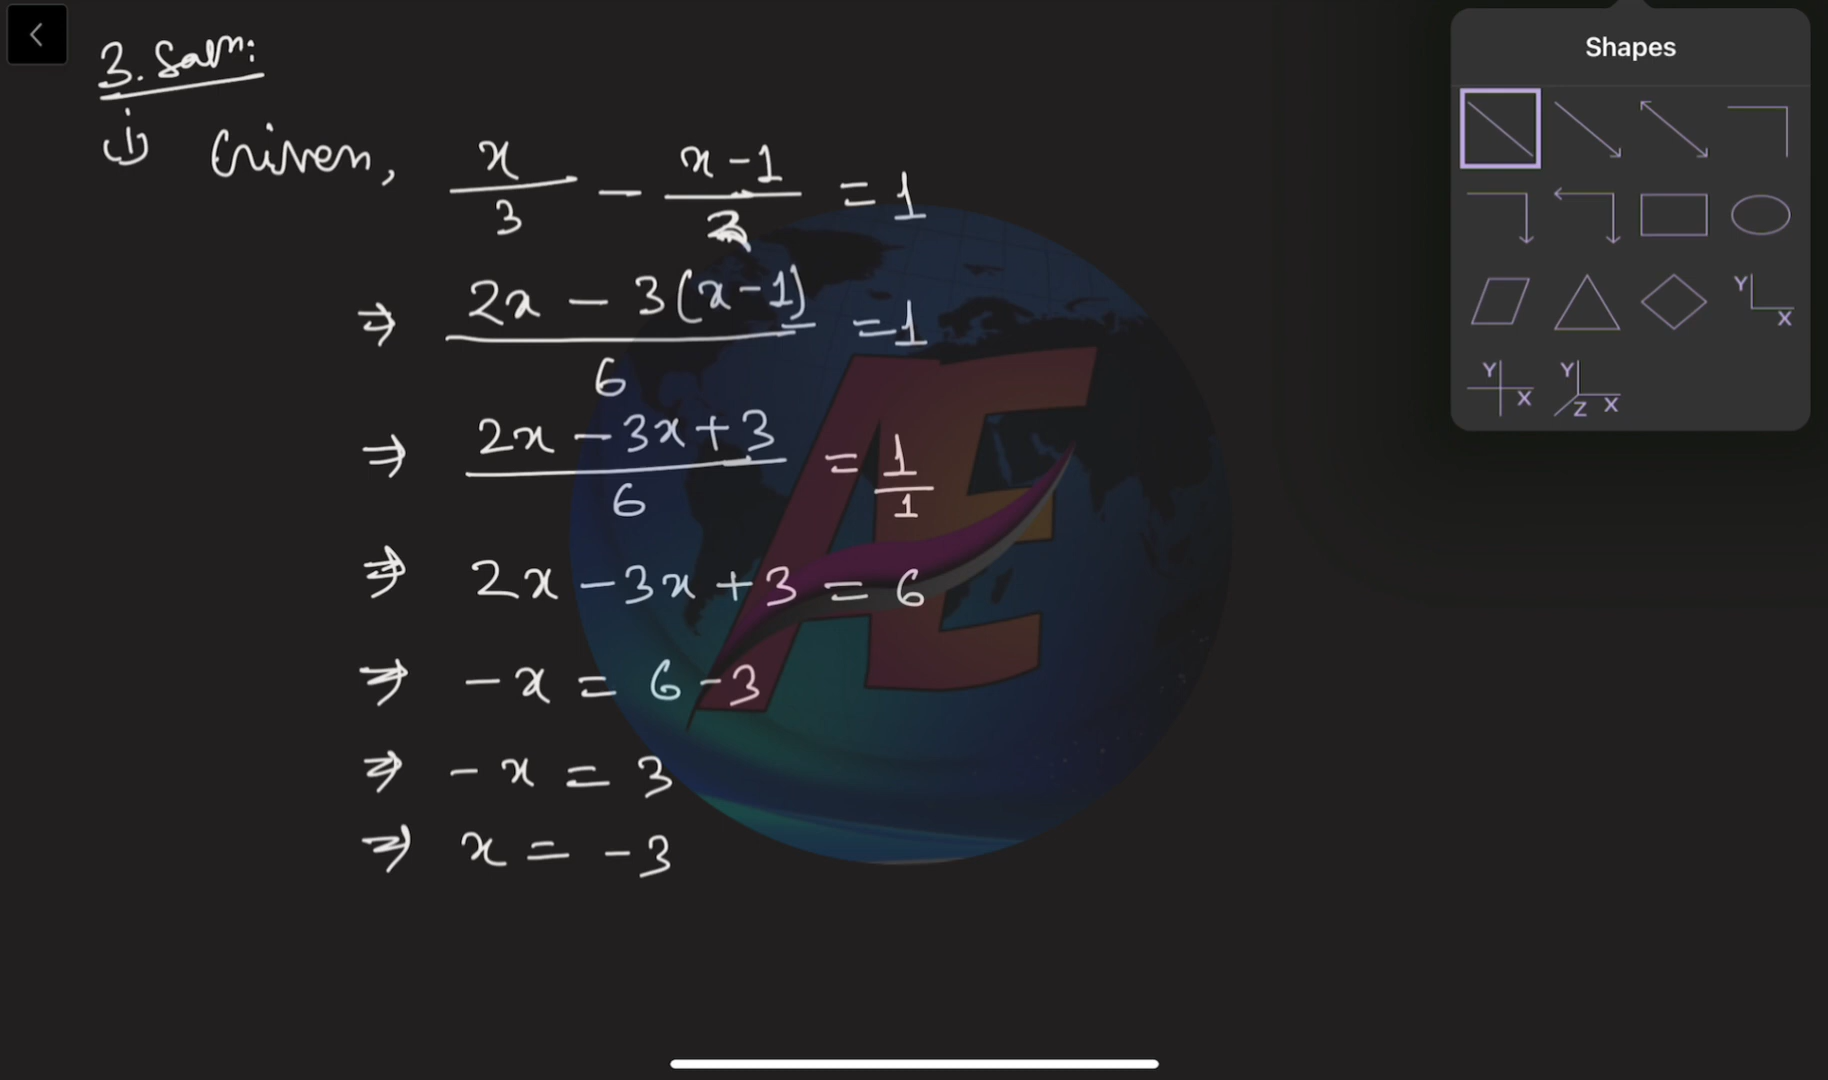 3. Soln:
(i) Given, x/3 - x-1/2 = 1
⇒ 2x - 3(x-1)/6 = 1
⇒ 2x - 3x + 3/6 = 1/1
⇒ 2x - 3x + 3 = 6
⇒ -x = 6 - 3
⇒ -x = 3
⇒ x = -3
Shapes
Y X
Y X
Y Z X
AE